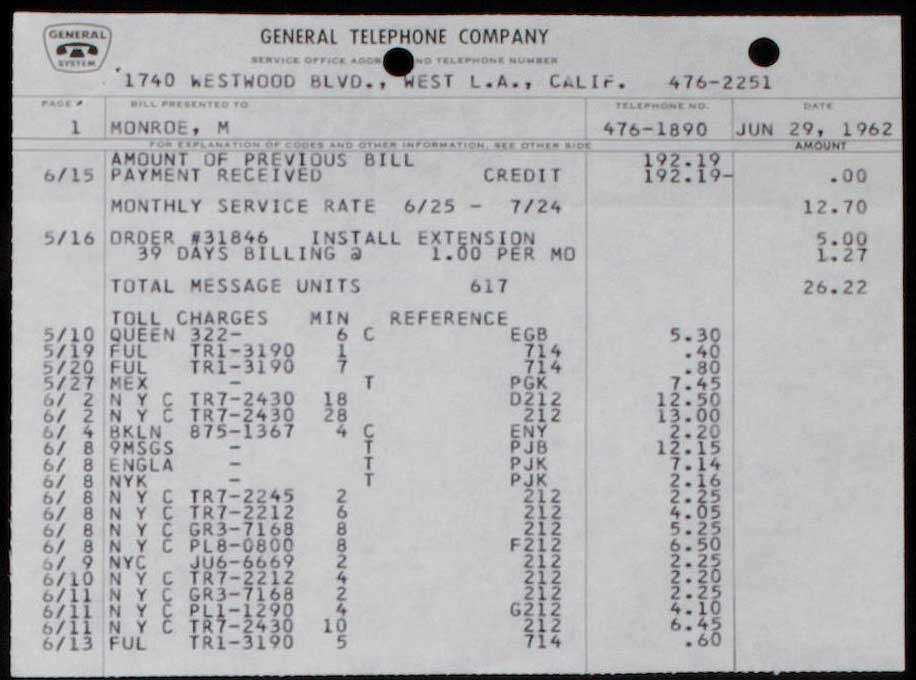 GENERAL SYSTEM
GENERAL TELEPHONE COMPANY
SERVICE OFFICE ADDR ND TELEPHONE NUMBER
1740 WESTWOOD BLVD., WEST L.A., CALIF. 476-2251
PAGE # BILL PRESENTED TO TELEPHONE NO. DATE
1 MONROE, M 476-1890 JUN 29, 1962
FOR EXPLANATION OF CODES AND OTHER INFORMATION, SEE OTHER SIDE AMOUNT
AMOUNT OF PREVIOUS BILL 192.19
6/15 PAYMENT RECEIVED CREDIT 192.19- .00
MONTHLY SERVICE RATE 6/25 - 7/24 12.70
5/16 ORDER #31846 INSTALL EXTENSION 5.00
39 DAYS BILLING @ 1.00 PER MO 1.27
TOTAL MESSAGE UNITS 617 26.22
TOLL CHARGES MIN REFERENCE
5/10 QUEEN 322- 6 C EGB 5.30
5/19 FUL TR1-3190 1 714 .40
5/20 FUL TR1-3190 7 714 .80
5/27 MEX - T PGK 7.45
6/ 2 N Y C TR7-2430 18 D212 12.50
6/ 2 N Y C TR7-2430 28 212 13.00
6/ 4 BKLN 875-1367 4 C ENY 2.20
6/ 8 9MSGS - T PJB 12.15
6/ 8 ENGLA - T PJK 7.14
6/ 8 NYK - T PJK 2.16
6/ 8 N Y C TR7-2245 2 212 2.25
6/ 8 N Y C TR7-2212 6 212 4.05
6/ 8 N Y C GR3-7168 8 212 5.25
6/ 8 N Y C PL8-0800 8 F212 6.50
6/ 9 NYC JU6-6669 2 212 2.25
6/10 N Y C TR7-2212 4 212 2.20
6/11 N Y C GR3-7168 2 212 2.25
6/11 N Y C PL1-1290 4 G212 4.10
6/11 N Y C TR7-2430 10 212 6.45
6/13 FUL TR1-3190 5 714 .60